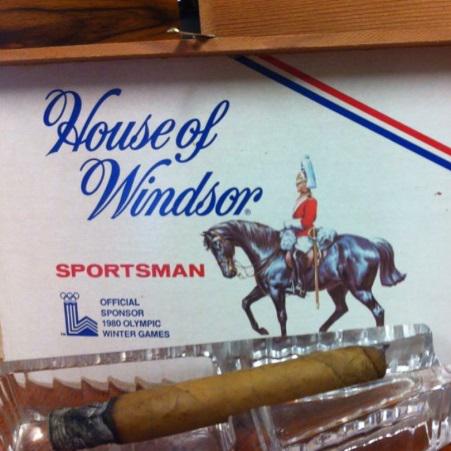 House of
Windsor®
SPORTSMAN
OFFICIAL
SPONSOR
1980 OLYMPIC
WINTER GAMES